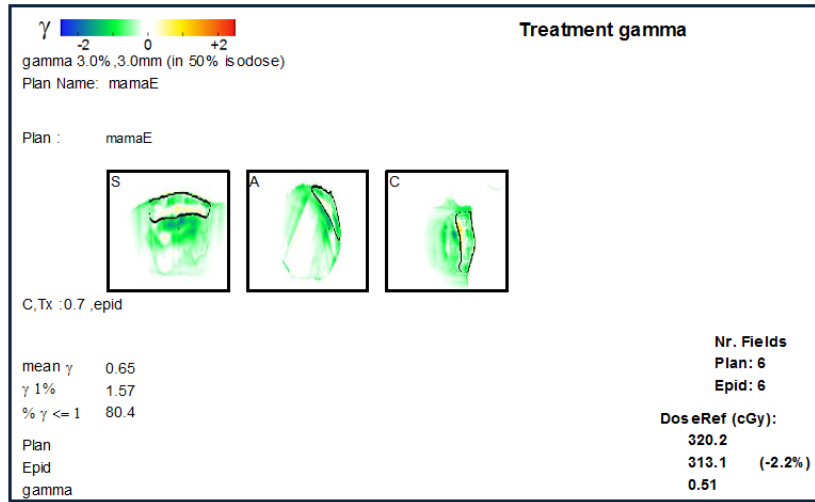 γ
Treatment gamma
-2 0 +2
gamma 3.0%,3.0mm (in 50% isodose)
Plan Name: mamaE
Plan : mamaE
S
A
C
C,Tx :0.7 ,epid
Nr. Fields
Plan: 6
Epid: 6
mean γ 0.65
γ 1% 1.57
% γ <= 1 80.4
DoseRef (cGy):
Plan 320.2
Epid 313.1 (-2.2%)
gamma 0.51